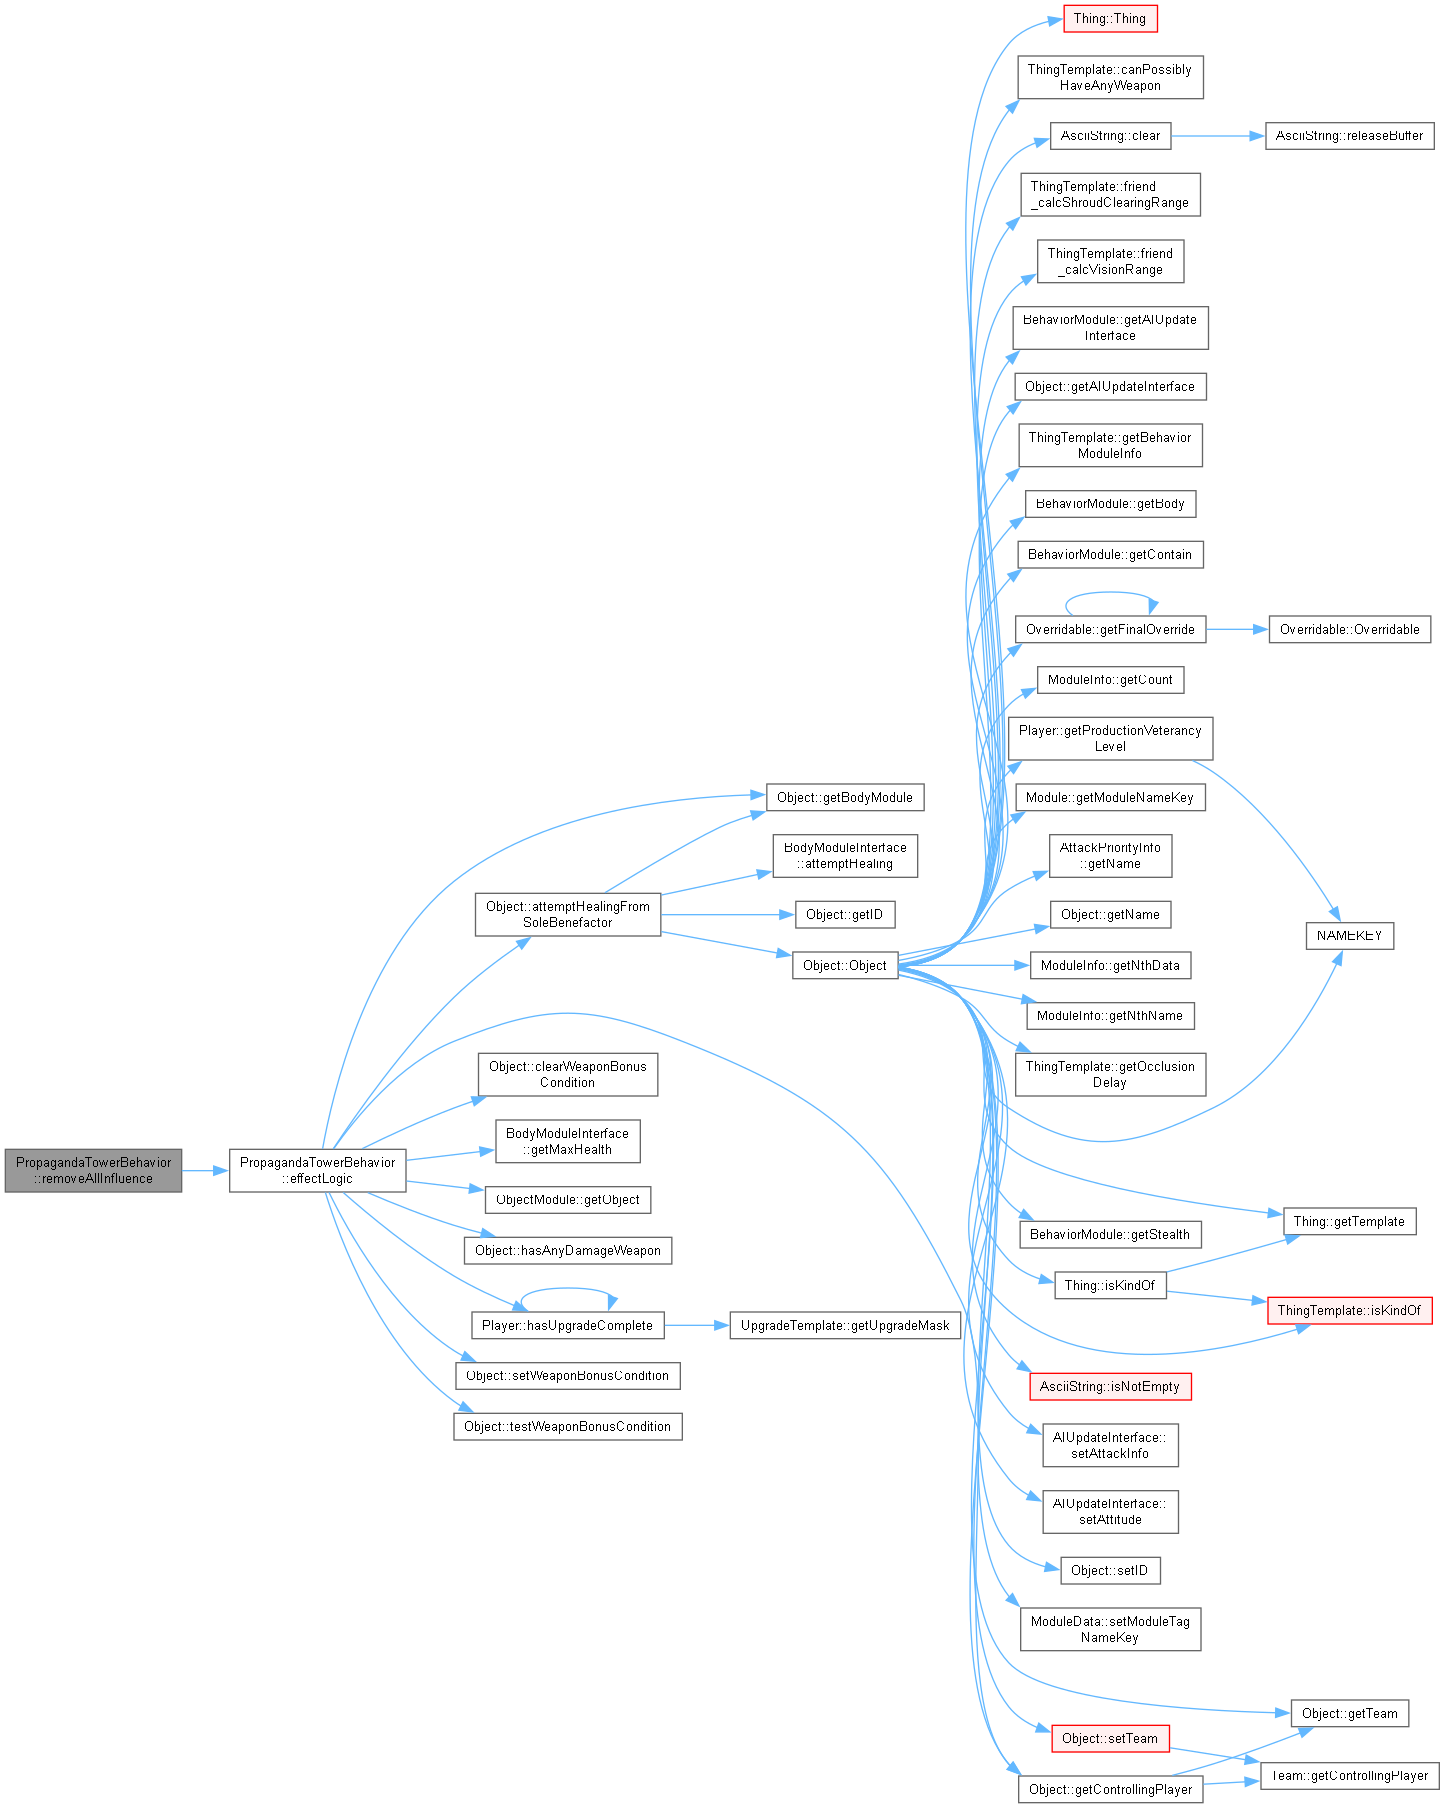 Thing::Thing
ThingTemplate::canPossibly
HaveAnyWeapon
AsciiString::clear
AsciiString::releaseBuffer
ThingTemplate::friend
_calcShroudClearingRange
ThingTemplate::friend
_calcVisionRange
BehaviorModule::getAIUpdate
Interface
Object::getAIUpdateInterface
ThingTemplate::getBehavior
ModuleInfo
BehaviorModule::getBody
BehaviorModule::getContain
Overridable::getFinalOverride
Overridable::Overridable
ModuleInfo::getCount
Player::getProductionVeterancy
Level
Object::getBodyModule
Module::getModuleNameKey
BodyModuleInterface
::attemptHealing
AttackPriorityInfo
::getName
Object::attemptHealingFrom
SoleBenefactor
Object::getID
Object::getName
NAMEKEY
Object::Object
ModuleInfo::getNthData
ModuleInfo::getNthName
Object::clearWeaponBonus
Condition
ThingTemplate::getOcclusion
Delay
BodyModuleInterface
::getMaxHealth
PropagandaTowerBehavior
::removeAllInfluence
PropagandaTowerBehavior
::effectLogic
ObjectModule::getObject
Thing::getTemplate
BehaviorModule::getStealth
Object::hasAnyDamageWeapon
Thing::isKindOf
ThingTemplate::isKindOf
Player::hasUpgradeComplete
UpgradeTemplate::getUpgradeMask
Object::setWeaponBonusCondition
AsciiString::isNotEmpty
Object::testWeaponBonusCondition
AIUpdateInterface::
setAttackInfo
AIUpdateInterface::
setAttitude
Object::setID
ModuleData::setModuleTag
NameKey
Object::getTeam
Object::setTeam
Team::getControllingPlayer
Object::getControllingPlayer